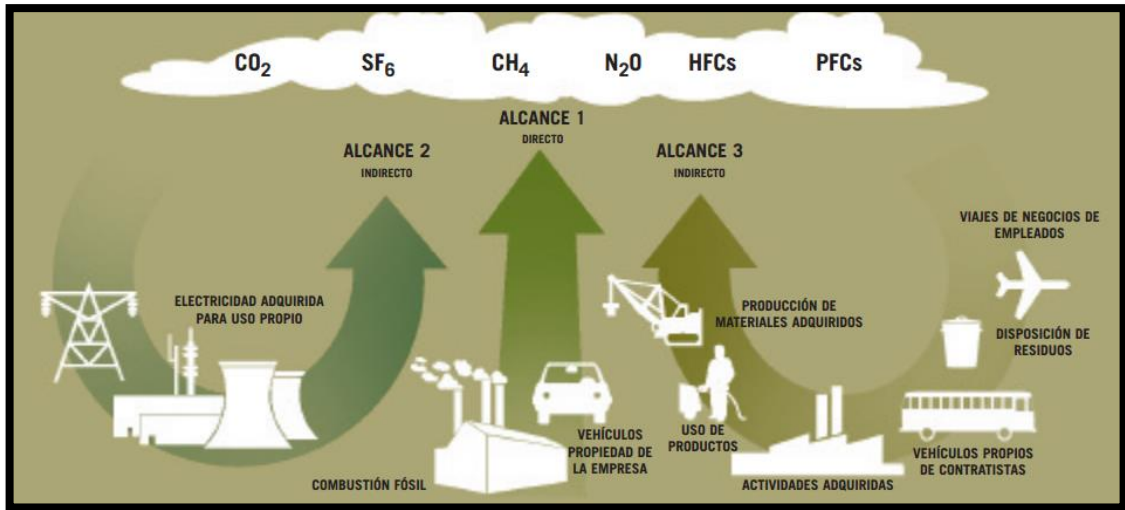 CO₂ SF₆ CH₄ N₂O HFCs PFCs
ALCANCE 1
DIRECTO
ALCANCE 2
INDIRECTO
ALCANCE 3
INDIRECTO
ELECTRICIDAD ADQUIRIDA
PARA USO PROPIO
COMBUSTIÓN FÓSIL
VEHÍCULOS
PROPIEDAD DE
LA EMPRESA
PRODUCCIÓN DE
MATERIALES ADQUIRIDOS
USO DE
PRODUCTOS
ACTIVIDADES ADQUIRIDAS
VIAJES DE NEGOCIOS DE
EMPLEADOS
DISPOSICIÓN DE
RESIDUOS
VEHÍCULOS PROPIOS
DE CONTRATISTAS